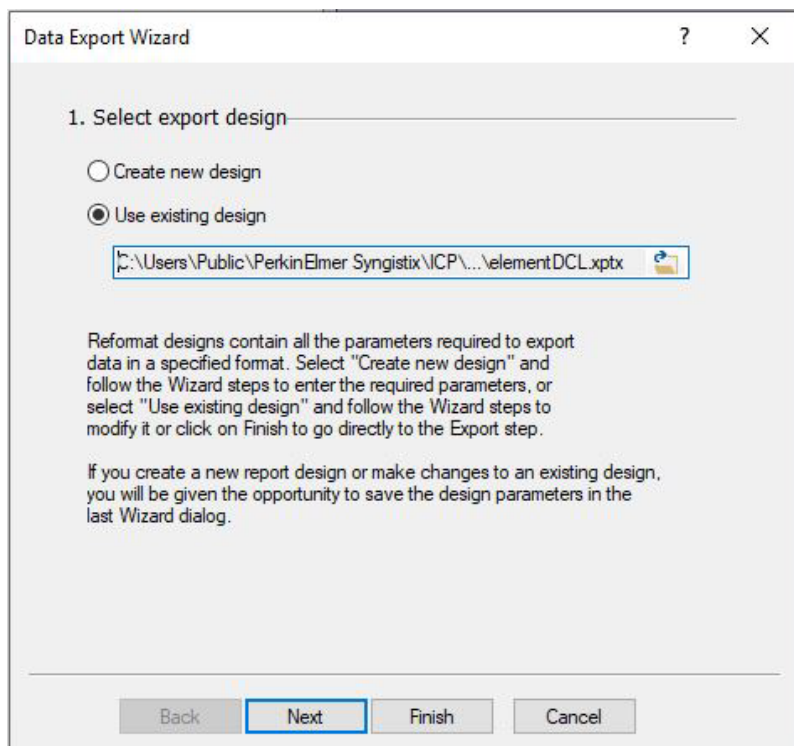 Data Export Wizard
?
1. Select export design
Create new design
Use existing design
C:\Users\Public\PerkinElmer Syngistix\ICP\...\elementDCL.xptx
Reformat designs contain all the parameters required to export
data in a specified format. Select "Create new design" and
follow the Wizard steps to enter the required parameters, or
select "Use existing design" and follow the Wizard steps to
modify it or click on Finish to go directly to the Export step.
If you create a new report design or make changes to an existing design,
you will be given the opportunity to save the design parameters in the
last Wizard dialog.
Back
Next
Finish
Cancel